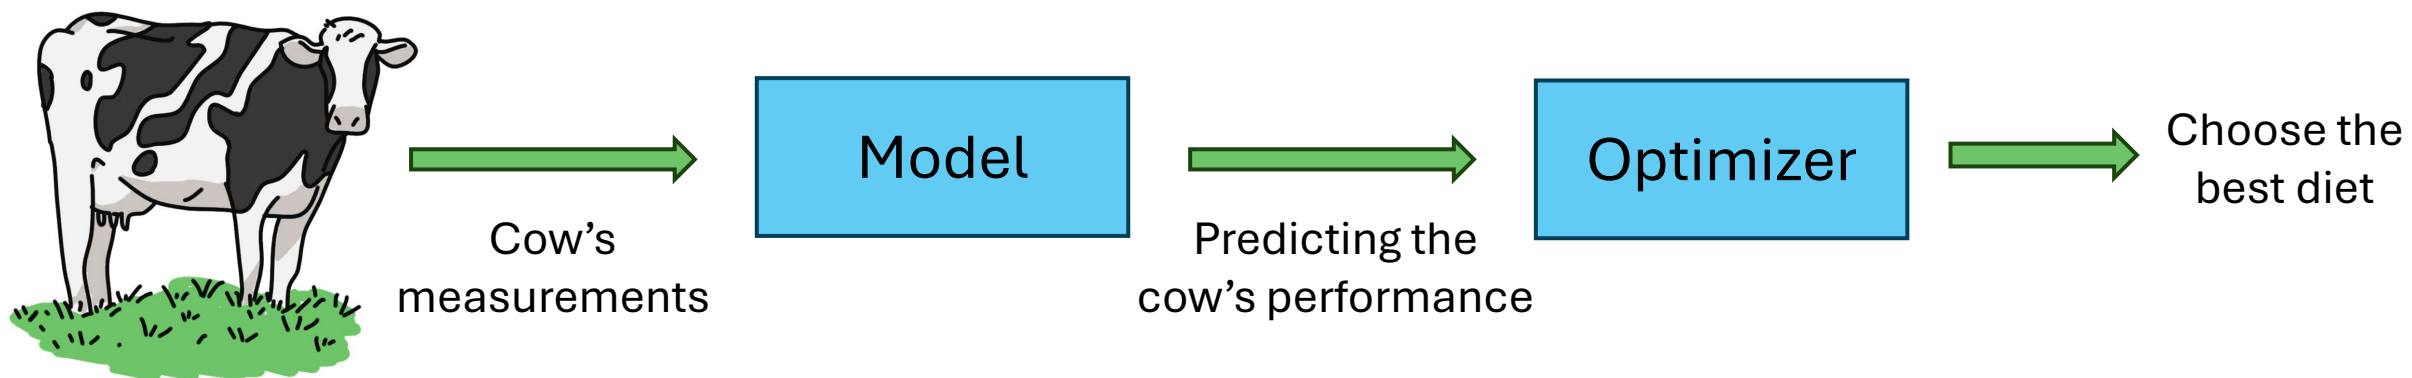 Cow’s
measurements
Model
Predicting the
cow’s performance
Optimizer
Choose the
best diet